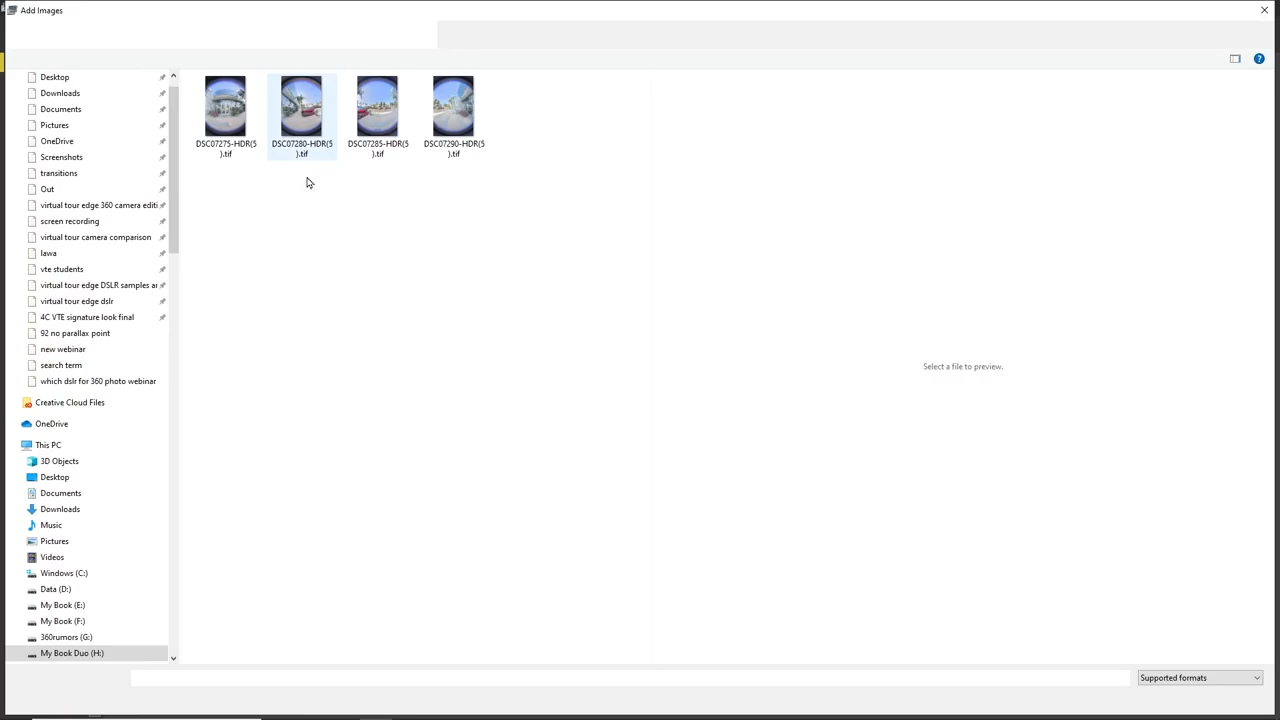 Add Images
Desktop
Downloads
Documents
Pictures
OneDrive
Screenshots
transitions
Out
virtual tour edge 360 camera editi
screen recording
virtual tour camera comparison
lawa
vte students
virtual tour edge DSLR samples ar
virtual tour edge dslr
4C VTE signature look final
92 no parallax point
new webinar
search term
which dslr for 360 photo webinar
Creative Cloud Files
OneDrive
This PC
3D Objects
Desktop
Documents
Downloads
Music
Pictures
Videos
Windows (C:)
Data (D:)
My Book (E:)
My Book (F:)
360rumors (G:)
My Book Duo (H:)
DSC07275-HDR(5
).tif
DSC07280-HDR(5
).tif
DSC07285-HDR(5
).tif
DSC07290-HDR(5
).tif
Select a file to preview.
Supported formats